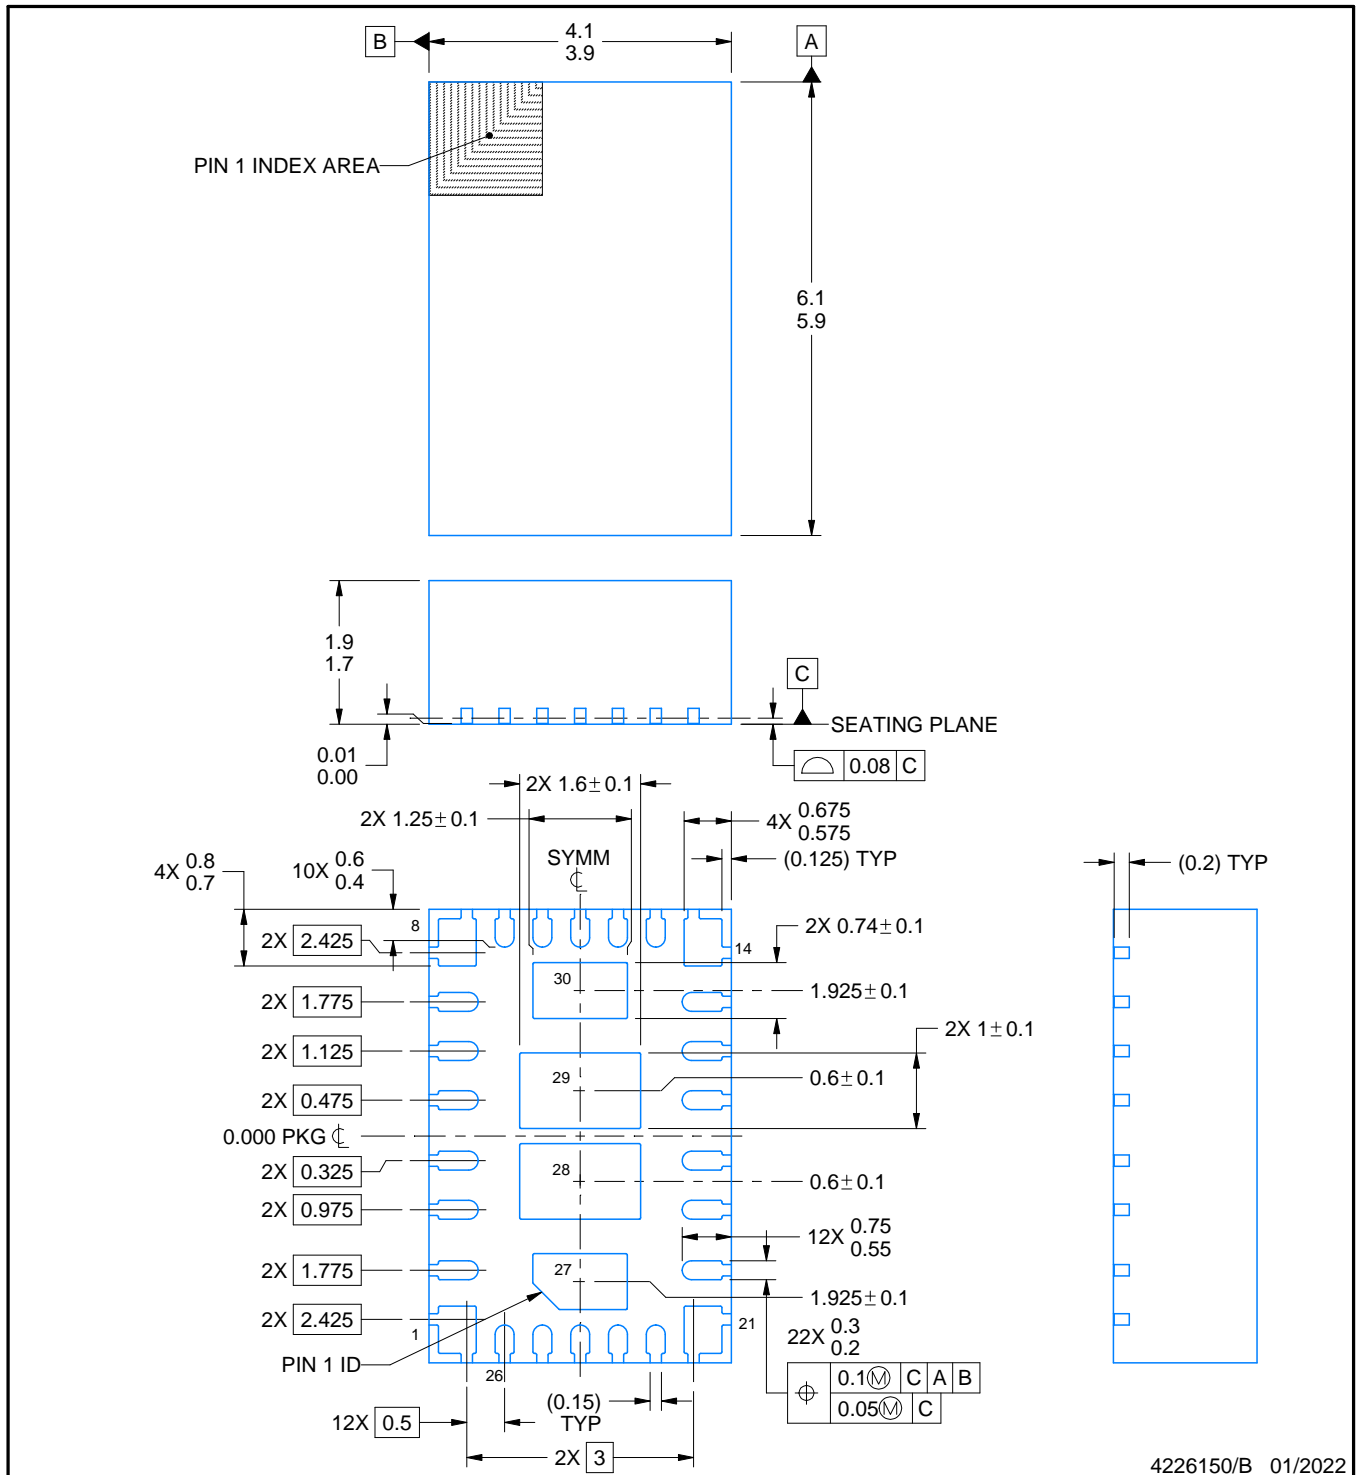 B
4.1
3.9
A
PIN 1 INDEX AREA
6.1
5.9
1.9
1.7
C
SEATING PLANE
0.01
0.00
0.08 C
2X 1.6±0.1
2X 1.25±0.1
4X 0.675
0.575
SYMM
℄
(0.125) TYP
(0.2) TYP
4X 0.8
0.7
10X 0.6
0.4
8
2X 2.425
14
2X 0.74±0.1
30
2X 1.775
1.925±0.1
2X 1±0.1
2X 1.125
29
0.6±0.1
2X 0.475
0.000 PKG ℄
2X 0.325
28
0.6±0.1
2X 0.975
12X 0.75
0.55
2X 1.775
27
1.925±0.1
2X 2.425
1
21
22X 0.3
0.2
PIN 1 ID
26
0.1Ⓜ C A B
0.05Ⓜ C
(0.15)
TYP
12X 0.5
2X 3
4226150/B 01/2022